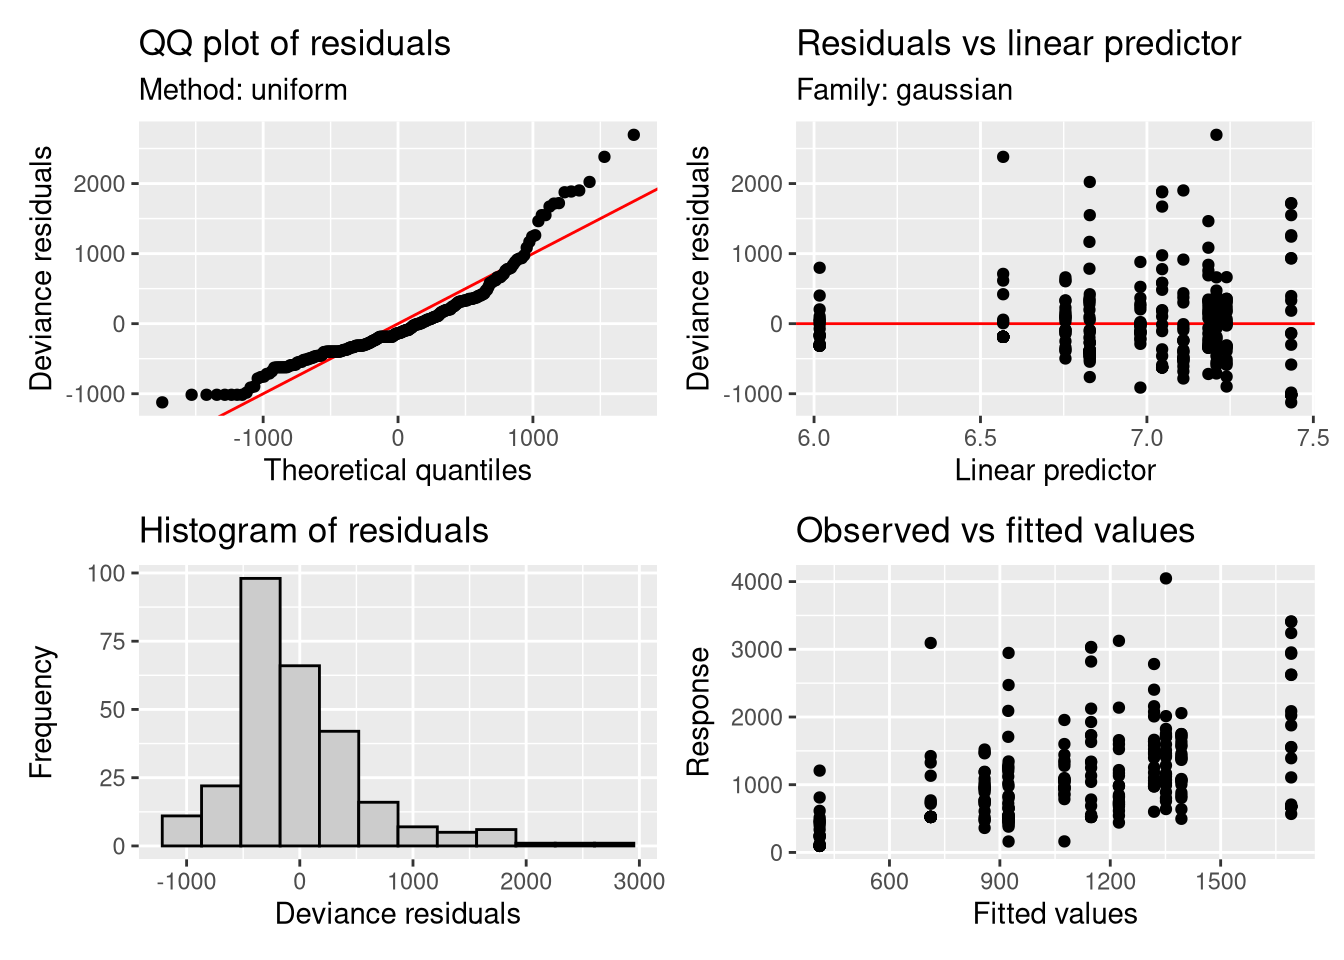 QQ plot of residuals
Method: uniform
Deviance residuals
2000
1000
0
-1000
-1000 0 1000
Theoretical quantiles
Residuals vs linear predictor
Family: gaussian
Deviance residuals
2000
1000
0
-1000
6.0 6.5 7.0 7.5
Linear predictor
Histogram of residuals
Frequency
100
75
50
25
0
-1000 0 1000 2000 3000
Deviance residuals
Observed vs fitted values
Response
4000
3000
2000
1000
0
600 900 1200 1500
Fitted values